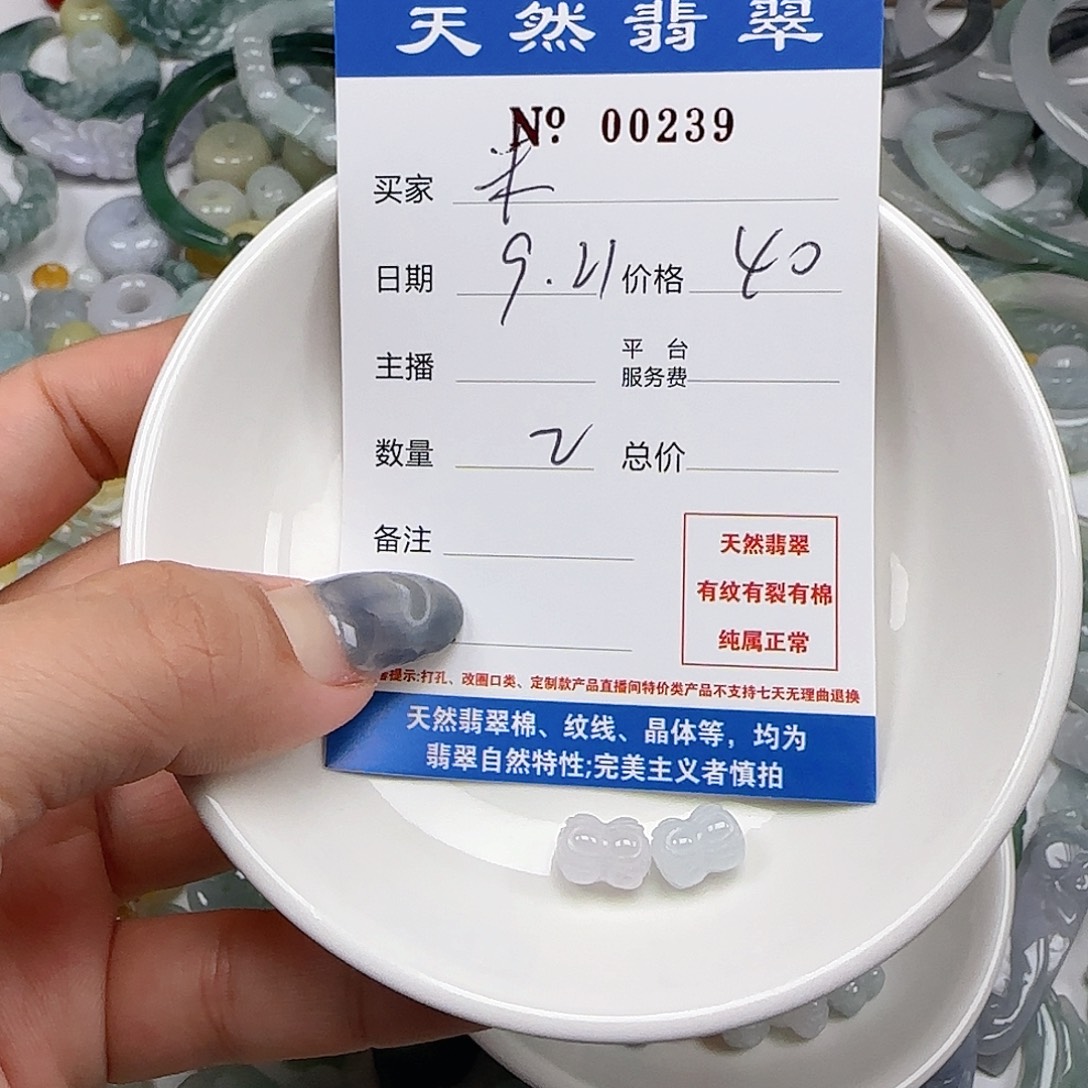 天然翡翠
Nº 00239
买家 米
日期 9.21 价格 40
主播 平台服务费
数量 2 总价
备注
天然翡翠
有纹有裂有棉
纯属正常
提示:打孔、改圈口类、定制款产品直播间特价类产品不支持七天无理由退换
天然翡翠棉、纹线、晶体等，均为
翡翠自然特性;完美主义者慎拍